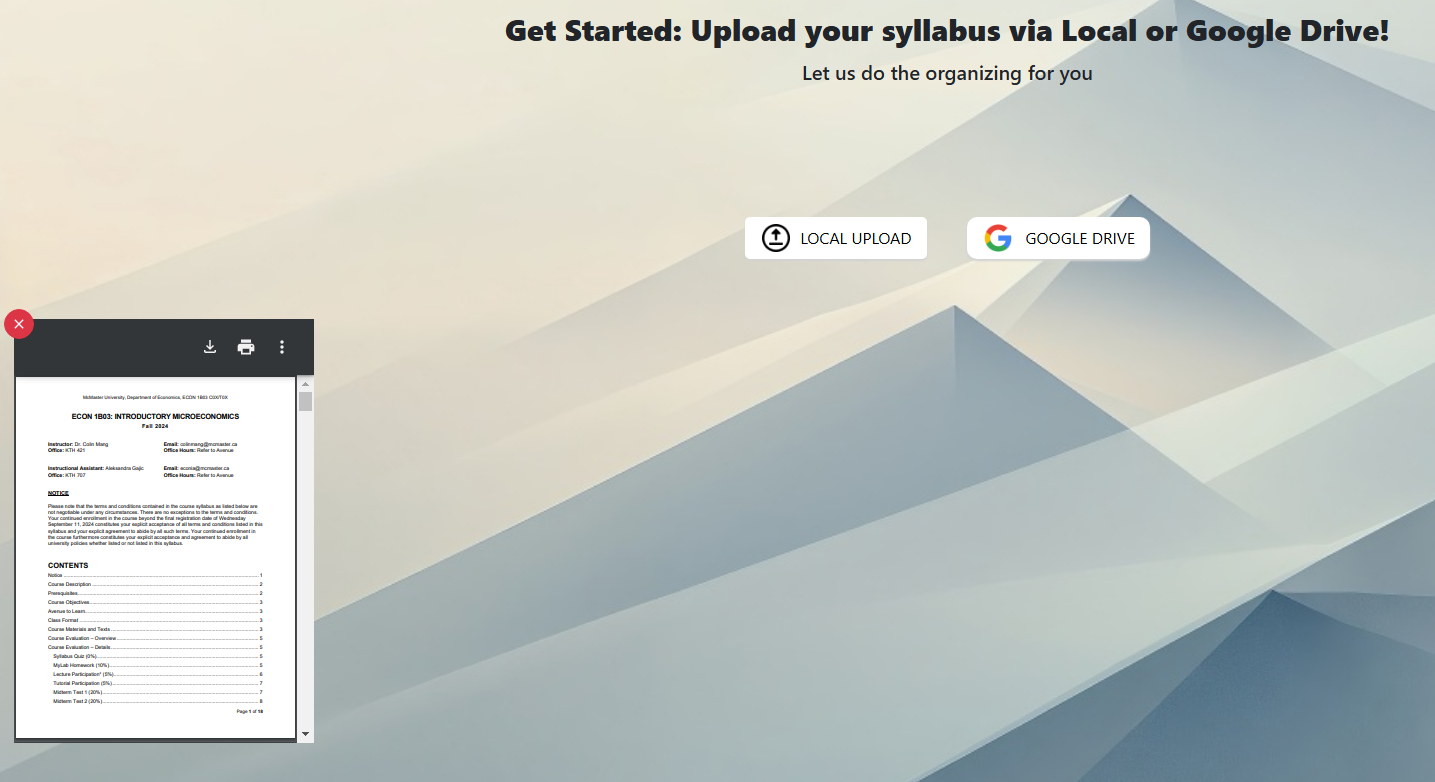 Get Started: Upload your syllabus via Local or Google Drive!
Let us do the organizing for you
LOCAL UPLOAD
GOOGLE DRIVE
McMaster University, Department of Economics, ECON 1B03 C0X/T0X
ECON 1B03: INTRODUCTORY MICROECONOMICS
Fall 2024
Instructor: Dr. Colin Mang Email: colinmang@mcmaster.ca
Office: KTH 421 Office Hours: Refer to Avenue
Instructional Assistant: Aleksandra Gajic Email: econia@mcmaster.ca
Office: KTH 707 Office Hours: Refer to Avenue
NOTICE
Please note that the terms and conditions contained in the course syllabus as listed below are
not negotiable under any circumstances. There are no exceptions to the terms and conditions.
Your continued enrollment in the course beyond the final registration date of Wednesday
September 11, 2024 constitutes your explicit acceptance of all terms and conditions listed in this
syllabus and your explicit agreement to abide by all such terms. Your continued enrollment in
the course furthermore constitutes your explicit acceptance and agreement to abide by all
university policies whether listed or not listed in this syllabus.
CONTENTS
Notice 1
Course Description 2
Prerequisites 2
Course Objectives 3
Avenue to Learn 3
Class Format 3
Course Materials and Texts 3
Course Evaluation – Overview 5
Course Evaluation – Details 5
Syllabus Quiz (0%) 5
MyLab Homework (10%) 5
Lecture Participation* (5%) 6
Tutorial Participation (5%) 7
Midterm Test 1 (20%) 7
Midterm Test 2 (20%) 8
Page 1 of 18